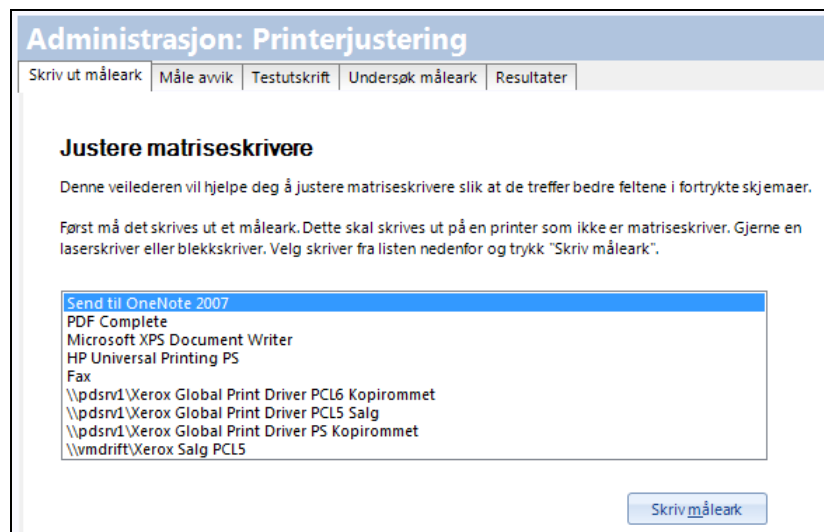 Administrasjon: Printerjustering
Skriv ut måleark Måle avvik Testutskrift Undersøk måleark Resultater
Justere matriseskrivere
Denne veilederen vil hjelpe deg å justere matriseskrivere slik at de treffer bedre feltene i fortrykte skjemaer.
Først må det skrives ut et måleark. Dette skal skrives ut på en printer som ikke er matriseskriver. Gjerne en
laserskriver eller blekkskriver. Velg skriver fra listen nedenfor og trykk "Skriv måleark".
Send til OneNote 2007
PDF Complete
Microsoft XPS Document Writer
HP Universal Printing PS
Fax
\\pdsrv1\Xerox Global Print Driver PCL6 Kopirommet
\\pdsrv1\Xerox Global Print Driver PCL5 Salg
\\pdsrv1\Xerox Global Print Driver PS Kopirommet
\\vmdrift\Xerox Salg PCL5
Skriv måleark